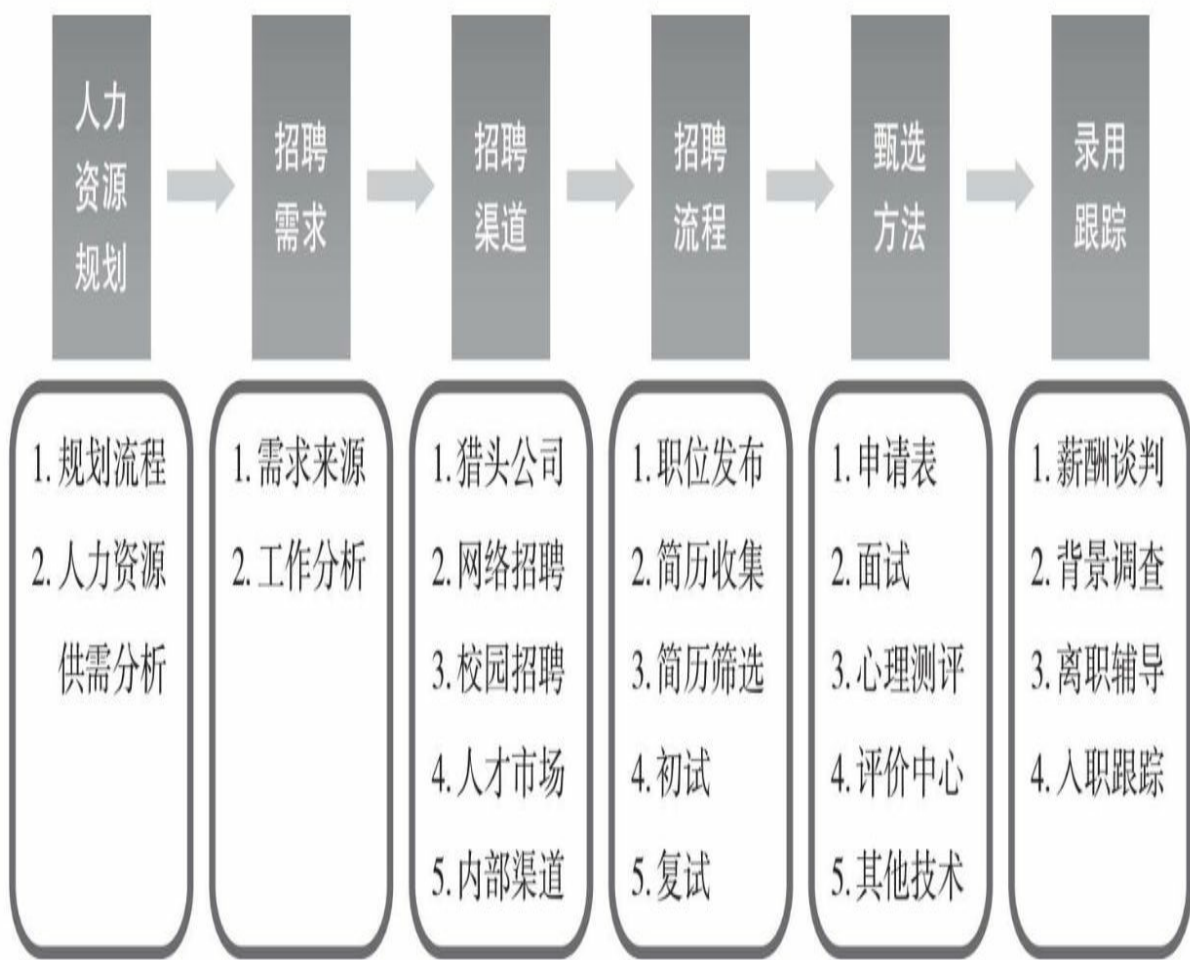 人力
资源
规划
招聘
需求
招聘
渠道
招聘
流程
甄选
方法
录用
跟踪
1. 规划流程
2. 人力资源
供需分析
1. 需求来源
2. 工作分析
1. 猎头公司
2. 网络招聘
3. 校园招聘
4. 人才市场
5. 内部渠道
1. 职位发布
2. 简历收集
3. 简历筛选
4. 初试
5. 复试
1. 申请表
2. 面试
3. 心理测评
4. 评价中心
5. 其他技术
1. 薪酬谈判
2. 背景调查
3. 离职辅导
4. 入职跟踪